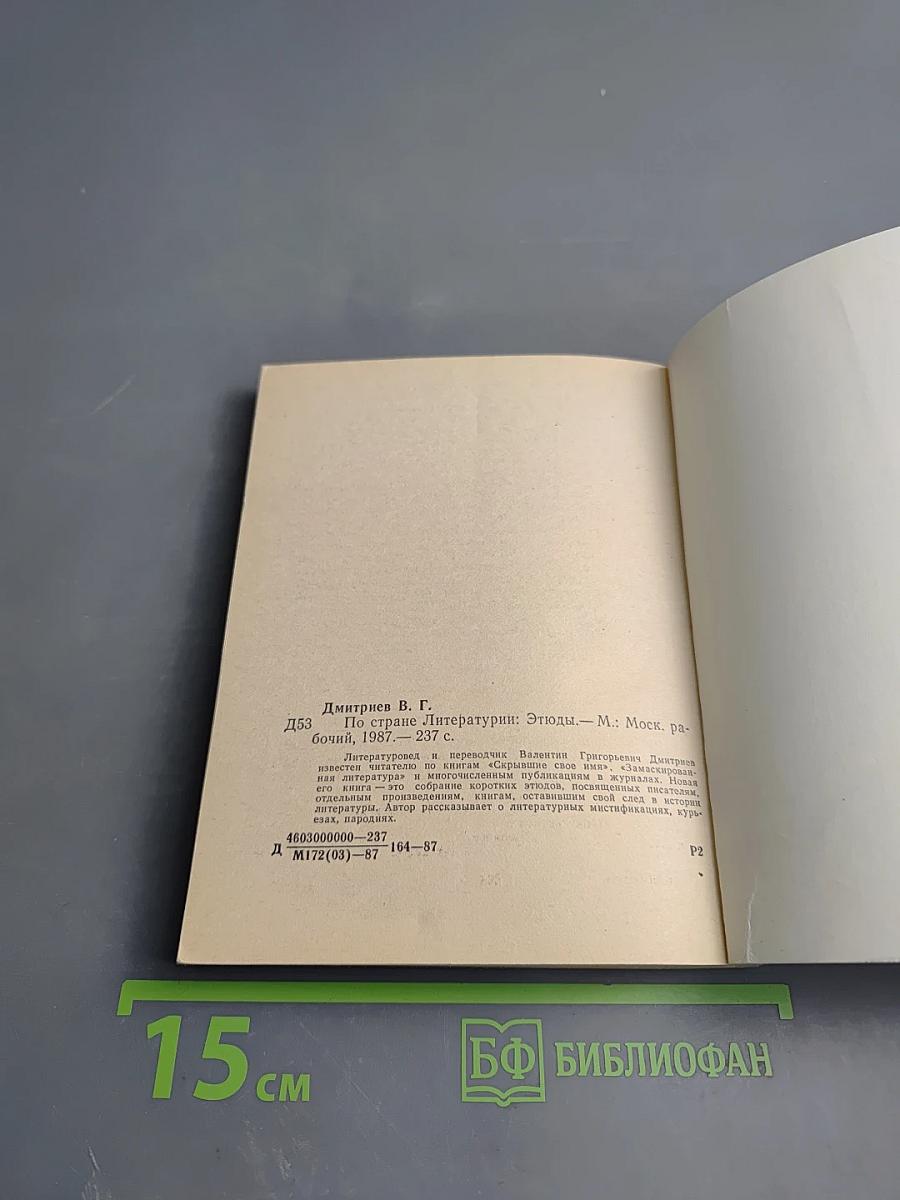 Дмитриев В. Г.
Д53 По стране Литературии: Этюды.— М.: Моск. ра-
бочий, 1987.— 237 с.
Литературовед и переводчик Валентин Григорьевич Дмитриев
известен читателю по книгам «Скрывшие свое имя», «Замаскирован-
ная литература» и многочисленным публикациям в журналах. Новая
его книга — это собрание коротких этюдов, посвященных писателям,
отдельным произведениям, книгам, оставившим свой след в истории
литературы. Автор рассказывает о литературных мистификациях, курь-
езах, пародиях.
Д 4603000000—237
М172(03)—87 164—87 Р2
15 см БФ БИБЛИОФАН